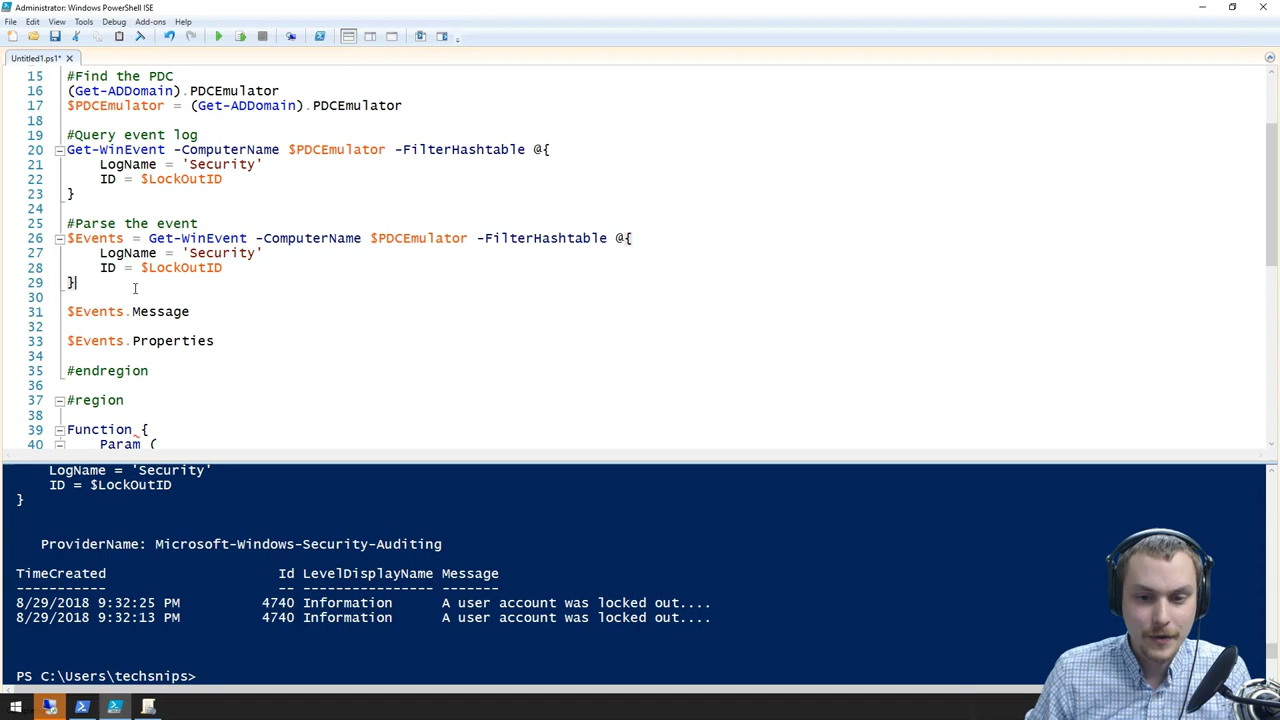 Administrator: Windows PowerShell ISE
File Edit View Tools Debug Add-ons Help
Untitled1.ps1* X
15 #Find the PDC
16 (Get-ADDomain).PDCEmulator
17 $PDCEmulator = (Get-ADDomain).PDCEmulator
18
19 #Query event log
20 Get-WinEvent -ComputerName $PDCEmulator -FilterHashtable @{
21 LogName = 'Security'
22 ID = $LockOutID
23 }
24
25 #Parse the event
26 $Events = Get-WinEvent -ComputerName $PDCEmulator -FilterHashtable @{
27 LogName = 'Security'
28 ID = $LockOutID
29 }
30
31 $Events.Message
32
33 $Events.Properties
34
35 #endregion
36
37 #region
38
39 Function {
40 Param (
LogName = 'Security'
ID = $LockOutID
}
ProviderName: Microsoft-Windows-Security-Auditing
TimeCreated Id LevelDisplayName Message
----------- -- ---------------- -------
8/29/2018 9:32:25 PM 4740 Information A user account was locked out....
8/29/2018 9:32:13 PM 4740 Information A user account was locked out....
PS C:\Users\techsnips>